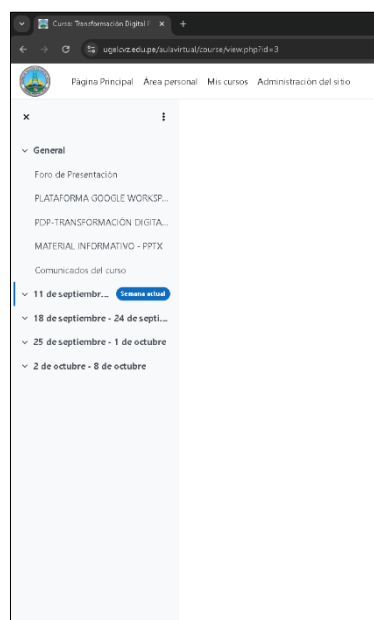 Curso: Transformación Digital E
ugelcvz.edu.pe/aulavirtual/course/view.php?id=3
Página Principal Área personal Mis cursos Administración del sitio
General
Foro de Presentación
PLATAFORMA GOOGLE WORKSP...
PDP-TRANSFORMACIÓN DIGITA...
MATERIAL INFORMATIVO - PPTX
Comunicados del curso
11 de septiembr... Semana actual
18 de septiembre - 24 de septi...
25 de septiembre - 1 de octubre
2 de octubre - 8 de octubre